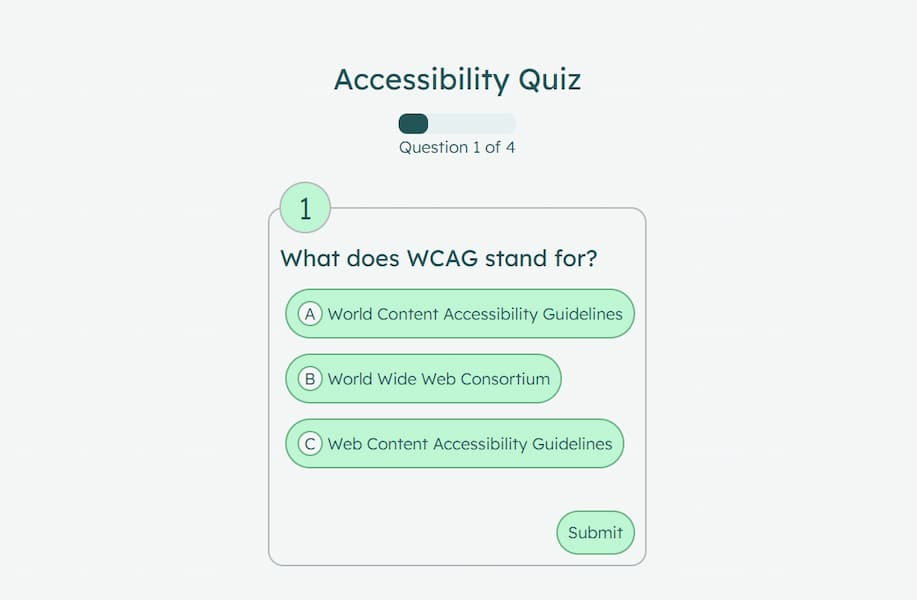 Accessibility Quiz
Question 1 of 4
1
What does WCAG stand for?
A World Content Accessibility Guidelines
B World Wide Web Consortium
C Web Content Accessibility Guidelines
Submit